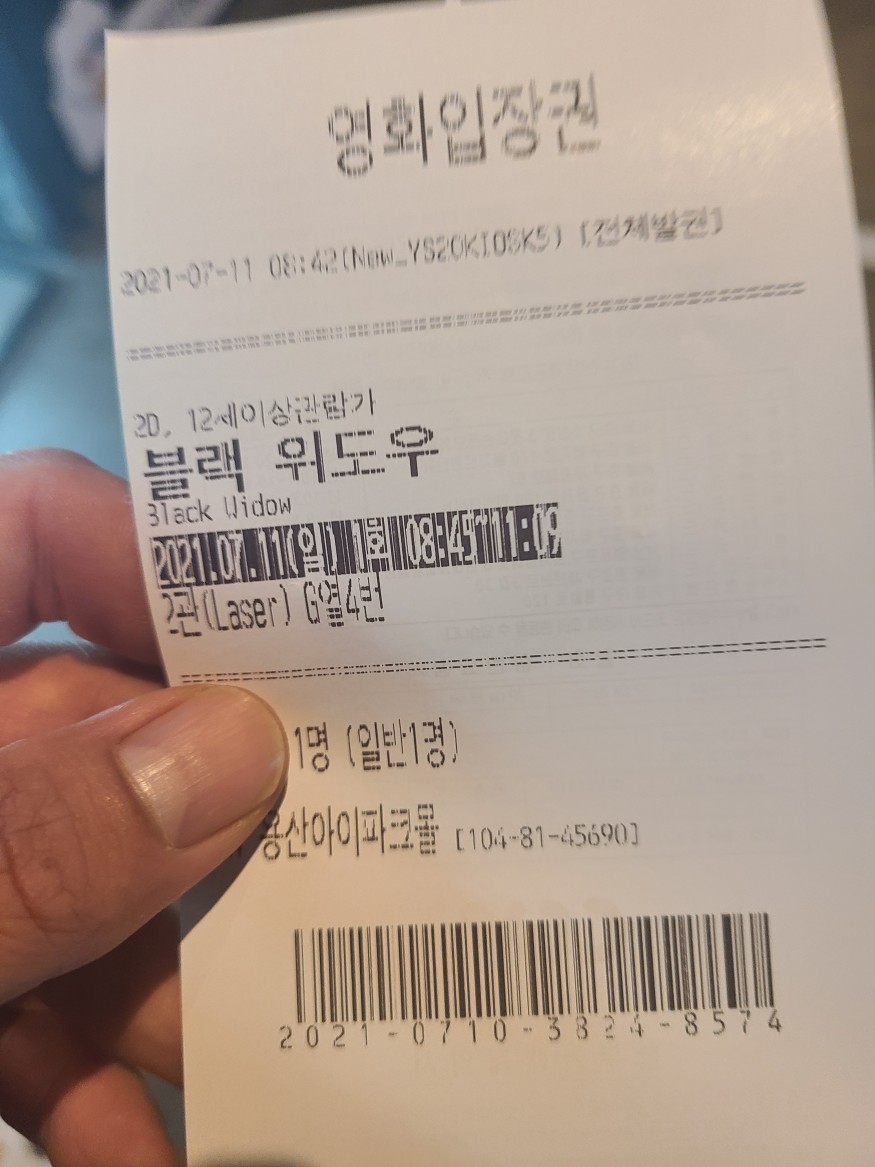 영화입장권
2021-07-11 08:42(New_YS20KIOSK5) [전체발권]
2D, 12세이상관람가
블랙 위도우
Black Widow
2021.07.11(일) 1회 08:45~11:09
2관(Laser) G열4번
1명 (일반1명)
용산아이파크몰 [104-81-45690]
2021-0710-3824-8574